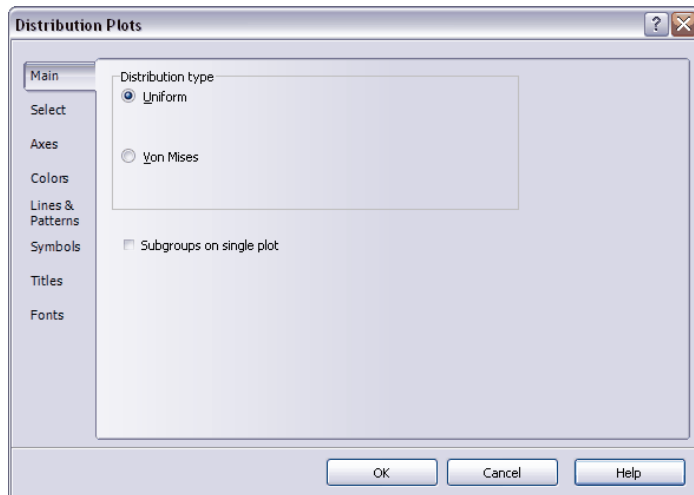 Distribution Plots
?
Main
Select
Axes
Colors
Lines &
Patterns
Symbols
Titles
Fonts
Distribution type
Uniform
Von Mises
Subgroups on single plot
OK
Cancel
Help